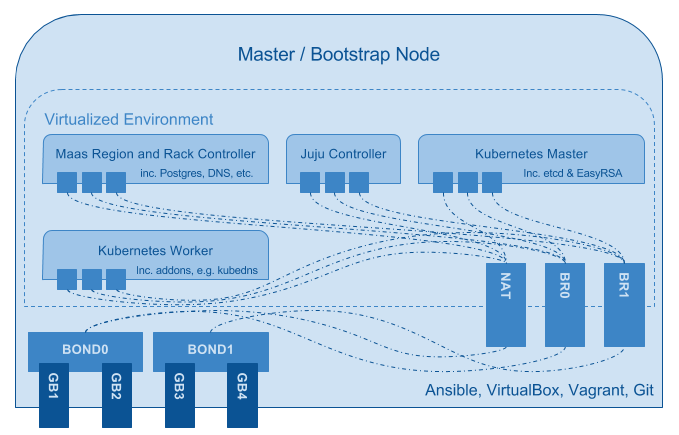 Master / Bootstrap Node
Virtualized Environment
Maas Region and Rack Controller
inc. Postgres, DNS, etc.
Juju Controller
Kubernetes Master
Inc. etcd & EasyRSA
Kubernetes Worker
Inc. addons, e.g. kubedns
NAT
BR0
BR1
BOND0
BOND1
GB1
GB2
GB3
GB4
Ansible, VirtualBox, Vagrant, Git